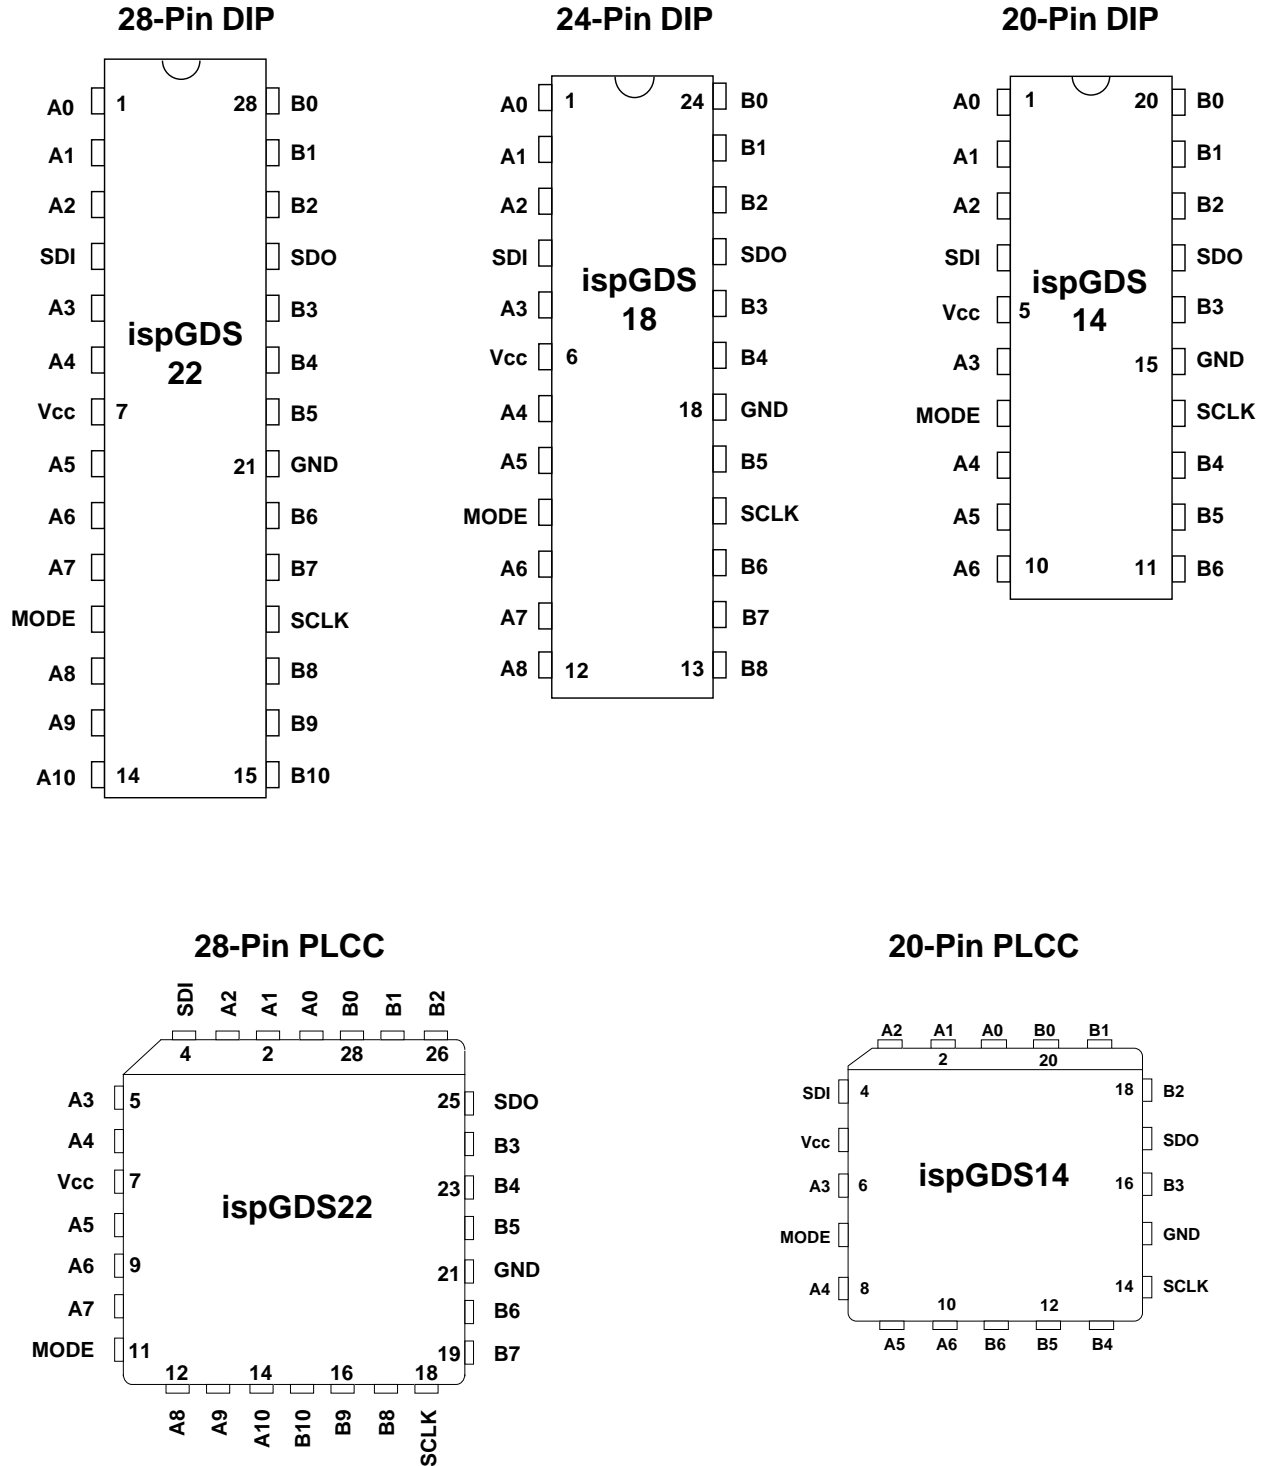 28-Pin DIP
A0 1 28 B0
A1 B1
A2 B2
SDI SDO
A3 B3
ispGDS
22
A4 B4
Vcc 7 B5
A5 21 GND
A6 B6
A7 B7
MODE SCLK
A8 B8
A9 B9
A10 14 15 B10
24-Pin DIP
A0 1 24 B0
A1 B1
A2 B2
SDI SDO
ispGDS
18
A3 B3
Vcc 6 B4
A4 18 GND
A5 B5
MODE SCLK
A6 B6
A7 B7
A8 12 13 B8
20-Pin DIP
A0 1 20 B0
A1 B1
A2 B2
SDI SDO
ispGDS
14
Vcc 5 B3
A3 15 GND
MODE SCLK
A4 B4
A5 B5
A6 10 11 B6
28-Pin PLCC
SDI A2 A1 A0 B0 B1 B2
4 2 28 26
A3 5 25 SDO
A4 B3
Vcc 7 23 B4
ispGDS22
A5 B5
A6 9 21 GND
A7 B6
MODE 11 19 B7
12 14 16 18
A8 A9 A10 B10 B9 B8 SCLK
20-Pin PLCC
A2 A1 A0 B0 B1
2 20
SDI 4 18 B2
Vcc SDO
ispGDS14
A3 6 16 B3
MODE GND
A4 8 14 SCLK
10 12
A5 A6 B6 B5 B4